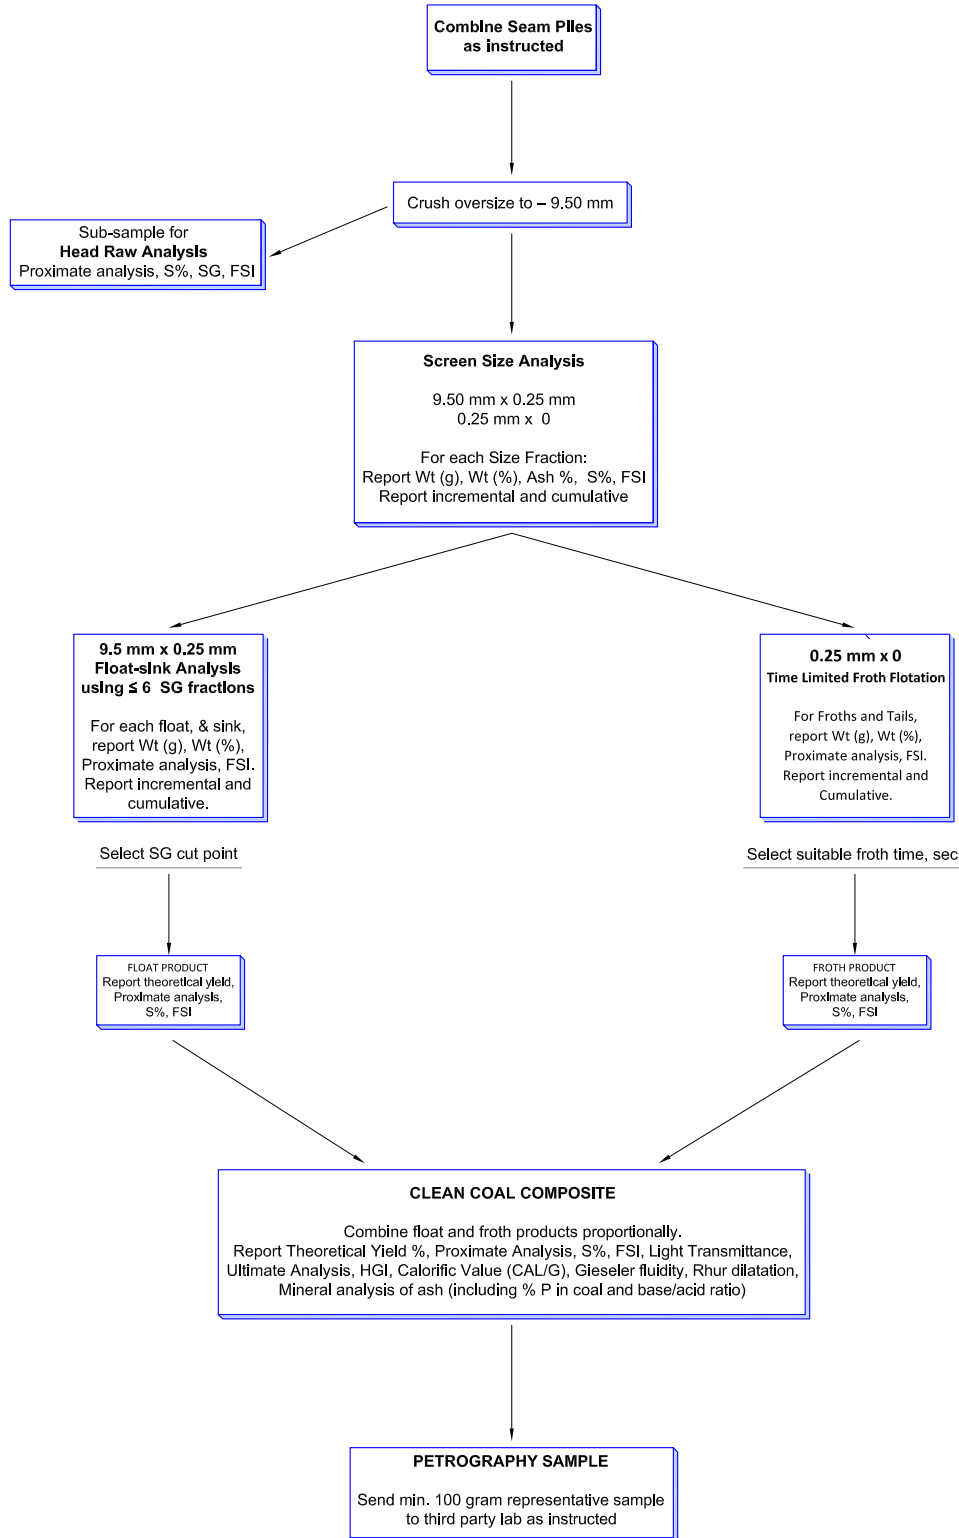 Combine Seam Piles
as instructed
Crush oversize to – 9.50 mm
Sub-sample for
Head Raw Analysis
Proximate analysis, S%, SG, FSI
Screen Size Analysis
9.50 mm x 0.25 mm
0.25 mm x 0
For each Size Fraction:
Report Wt (g), Wt (%), Ash %, S%, FSI
Report incremental and cumulative
9.5 mm x 0.25 mm
Float-sink Analysis
using ≤ 6 SG fractions
For each float, & sink,
report Wt (g), Wt (%),
Proximate analysis, FSI.
Report incremental and
cumulative.
0.25 mm x 0
Time Limited Froth Flotation
For Froths and Tails,
report Wt (g), Wt (%),
Proximate analysis, FSI.
Report incremental and
Cumulative.
Select SG cut point
Select suitable froth time, sec
FLOAT PRODUCT
Report theoretical yield,
Proximate analysis,
S%, FSI
FROTH PRODUCT
Report theoretical yield,
Proximate analysis,
S%, FSI
CLEAN COAL COMPOSITE
Combine float and froth products proportionally.
Report Theoretical Yield %, Proximate Analysis, S%, FSI, Light Transmittance,
Ultimate Analysis, HGI, Calorific Value (CAL/G), Gieseler fluidity, Rhur dilatation,
Mineral analysis of ash (including % P in coal and base/acid ratio)
PETROGRAPHY SAMPLE
Send min. 100 gram representative sample
to third party lab as instructed